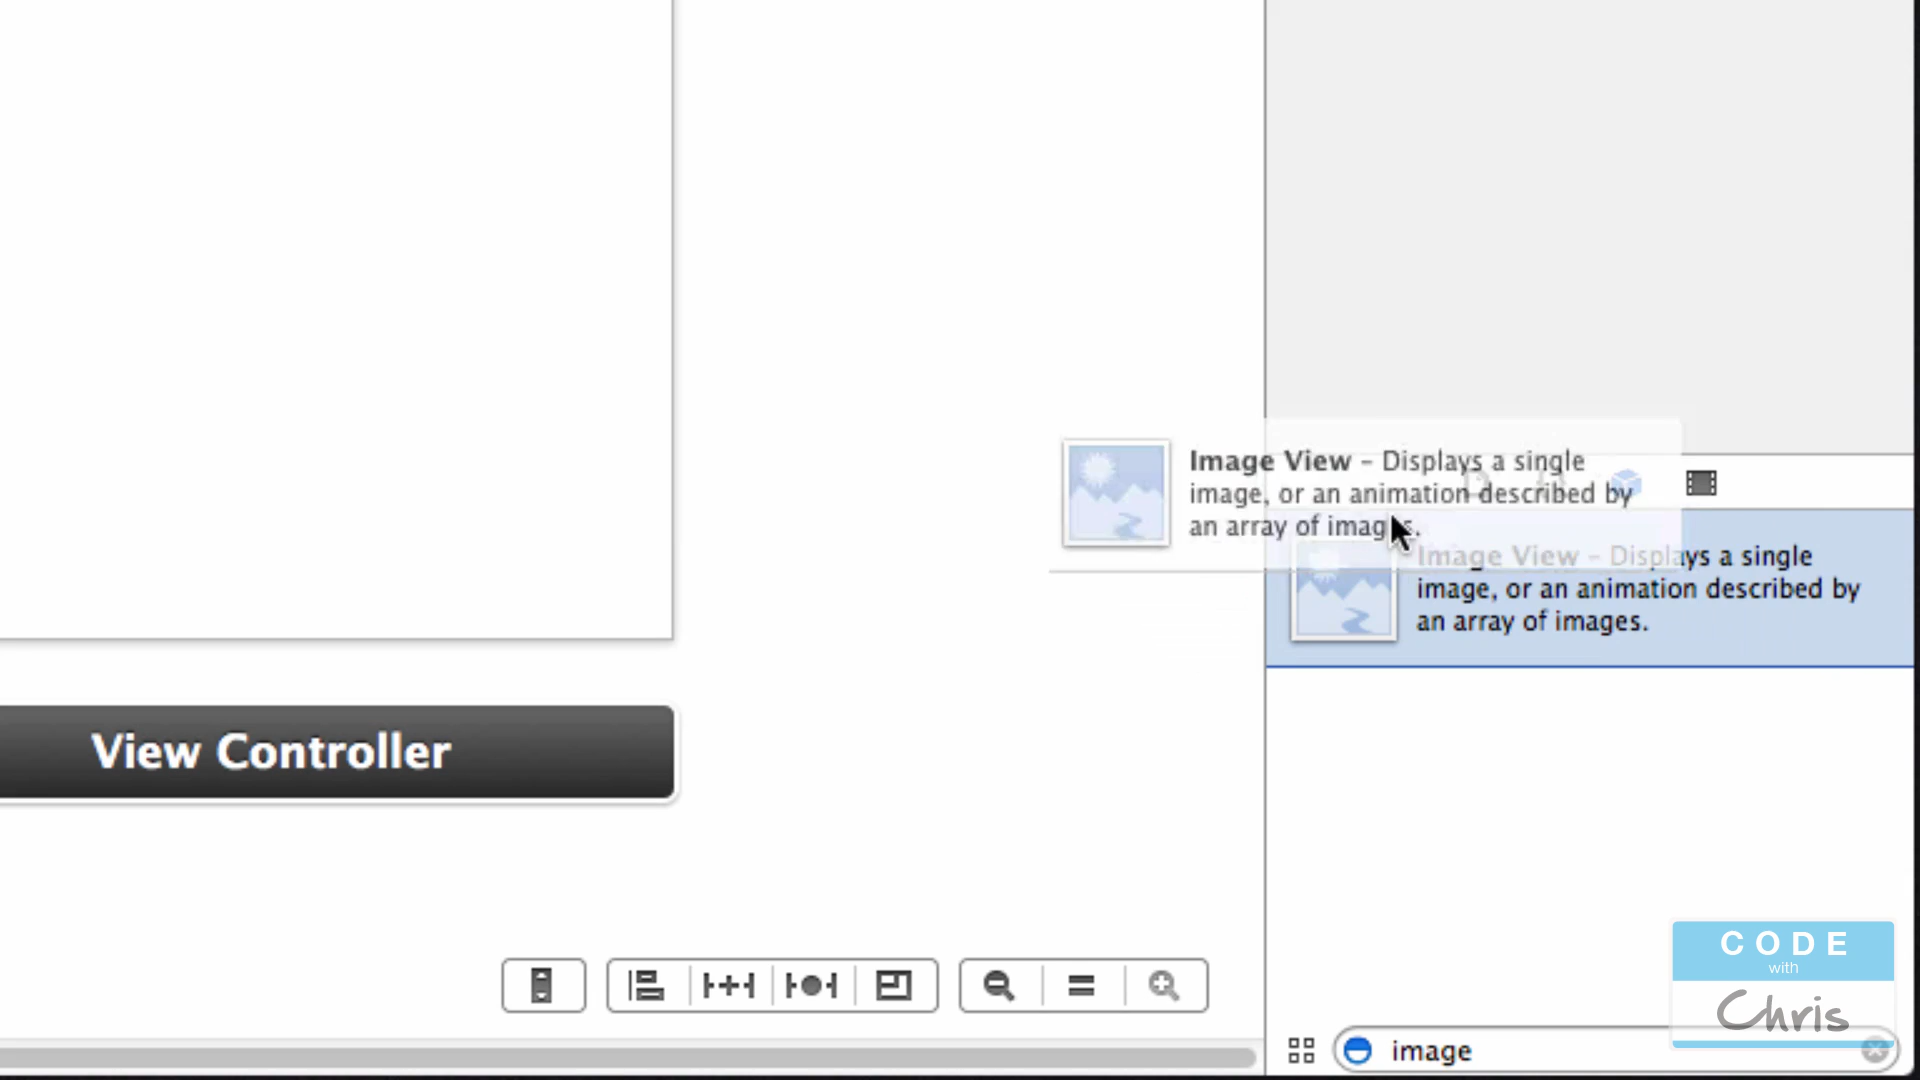 Image View – Displays a single
image, or an animation described by
an array of images.
Image View – Displays a single
image, or an animation described by
an array of images.
View Controller
CODE
with
Chris
image